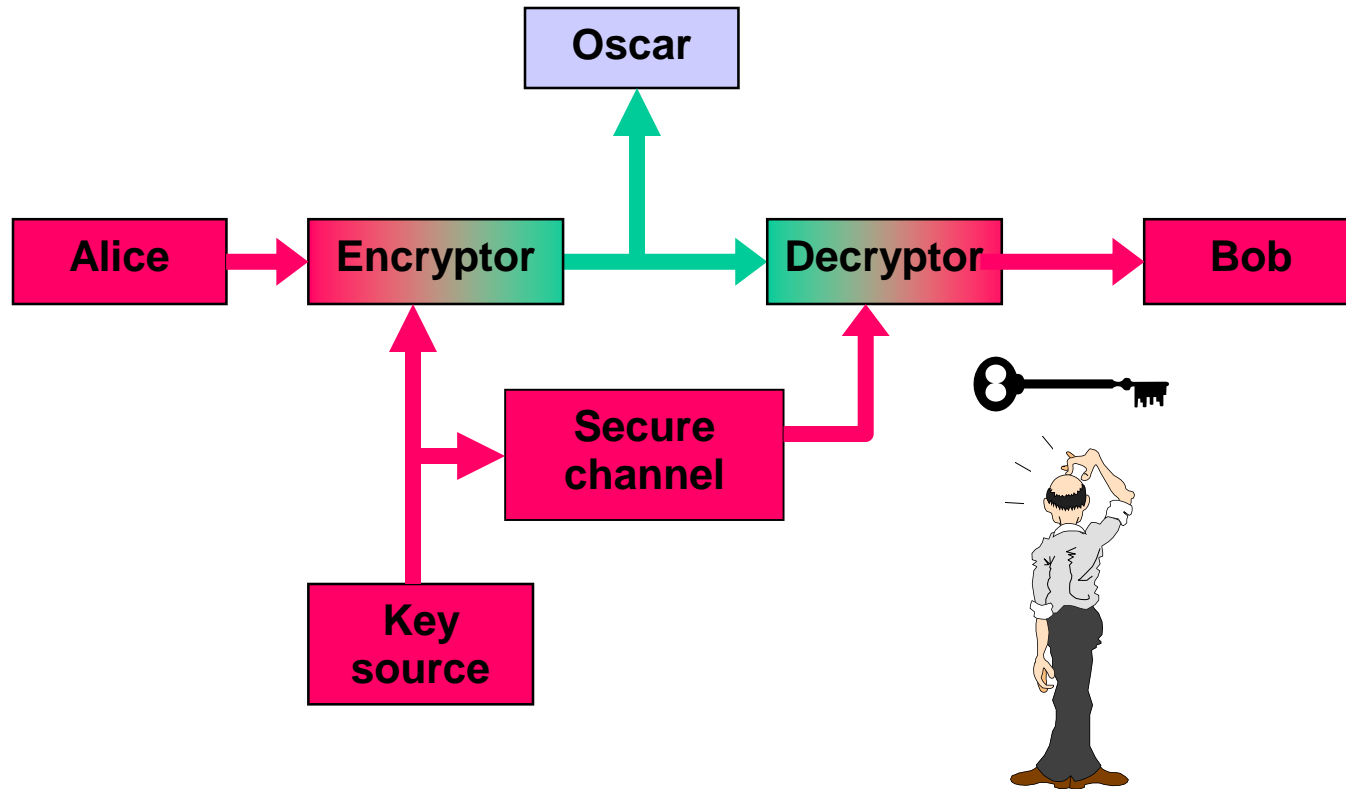 Oscar
Alice
Encryptor
Decryptor
Bob
Secure
channel
Key
source